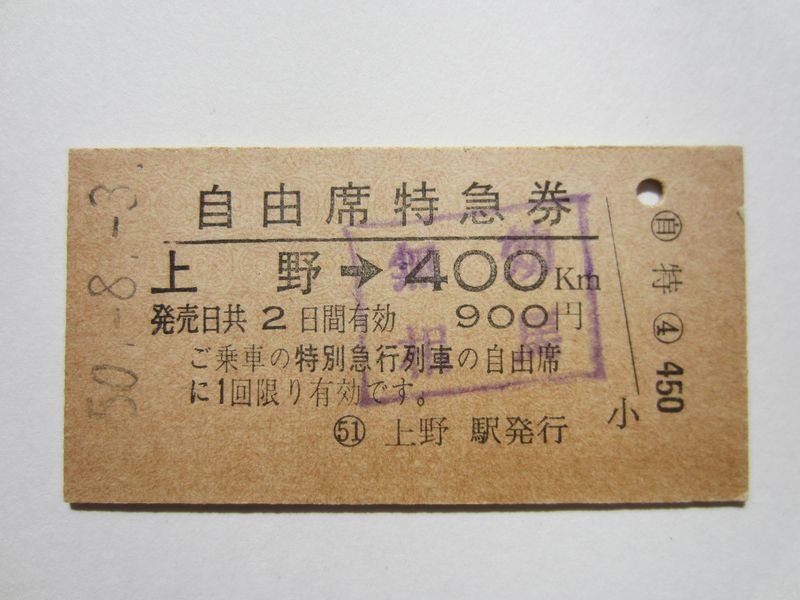 50.-8.-3.
自由席特急券
上野→400Km
発売日共2日間有効 900円
ご乗車の特別急行列車の自由席
に1回限り有効です。
㊿+1 上野駅発行
小
特 ④ 450